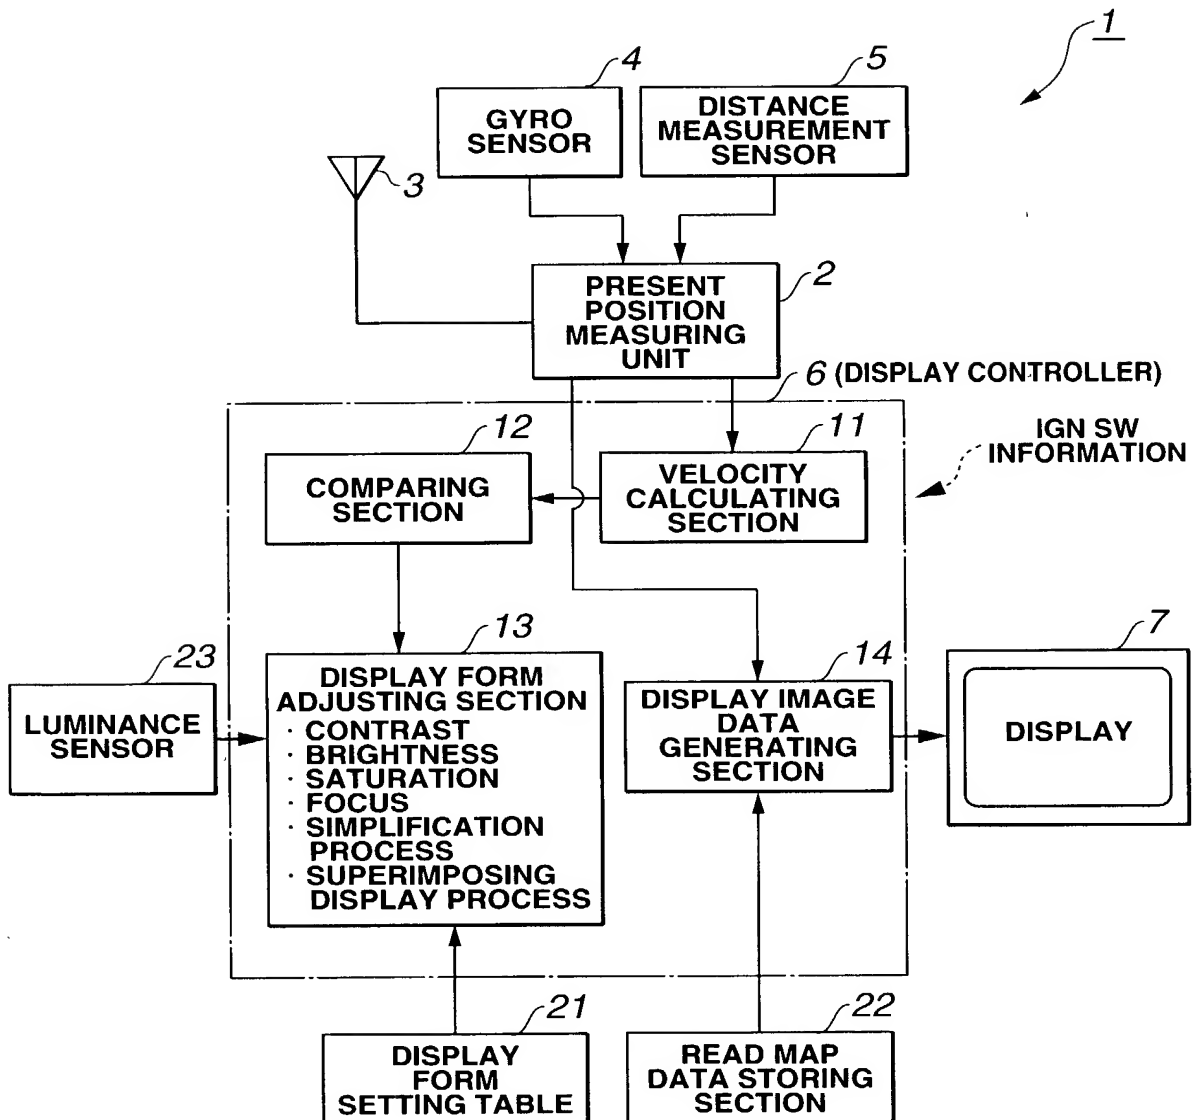 1
4
5
GYRO
SENSOR
DISTANCE
MEASUREMENT
SENSOR
3
2
PRESENT
POSITION
MEASURING
UNIT
6 (DISPLAY CONTROLLER)
12
11
IGN SW
INFORMATION
COMPARING
SECTION
VELOCITY
CALCULATING
SECTION
13
14
7
23
LUMINANCE
SENSOR
DISPLAY FORM
ADJUSTING SECTION
· CONTRAST
· BRIGHTNESS
· SATURATION
· FOCUS
· SIMPLIFICATION
PROCESS
· SUPERIMPOSING
DISPLAY PROCESS
DISPLAY IMAGE
DATA
GENERATING
SECTION
DISPLAY
21
22
DISPLAY
FORM
SETTING TABLE
READ MAP
DATA STORING
SECTION